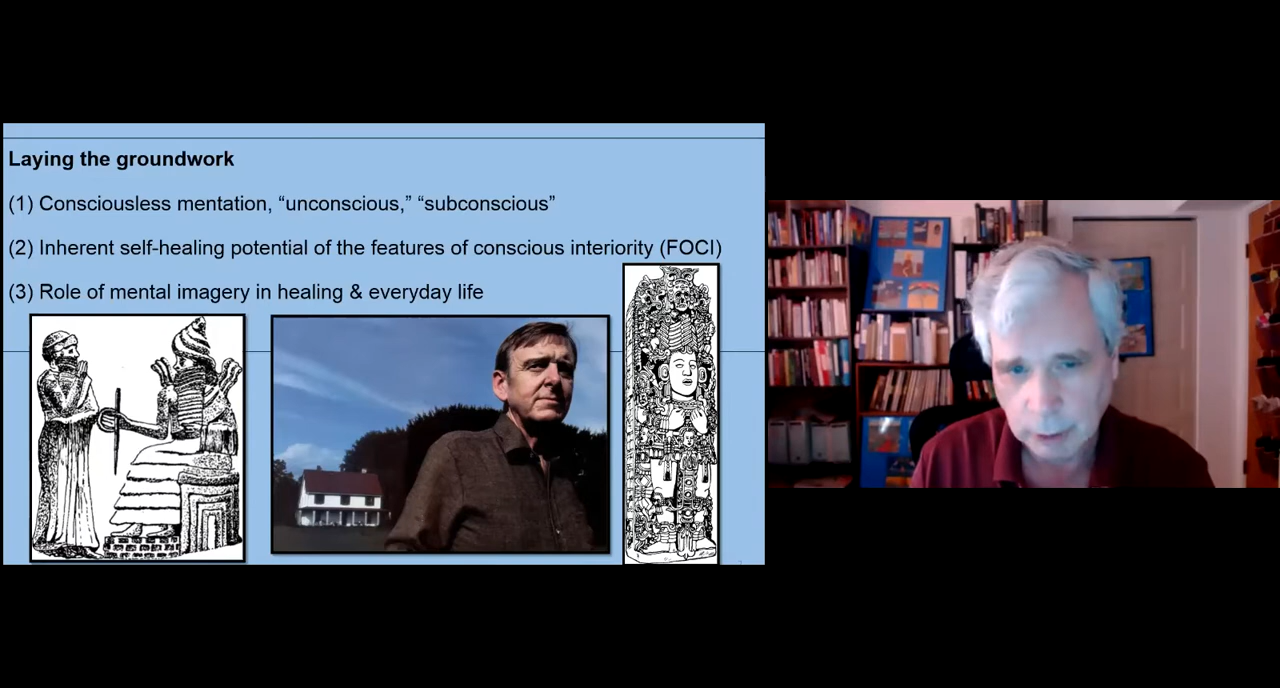 Laying the groundwork
(1) Consciousless mentation, “unconscious,” “subconscious”
(2) Inherent self-healing potential of the features of conscious interiority (FOCI)
(3) Role of mental imagery in healing & everyday life